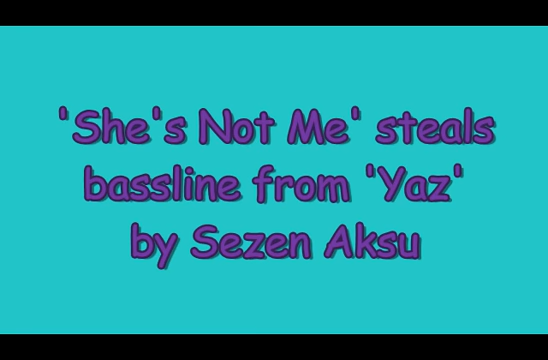 'She's Not Me' steals
bassline from 'Yaz'
by Sezen Aksu